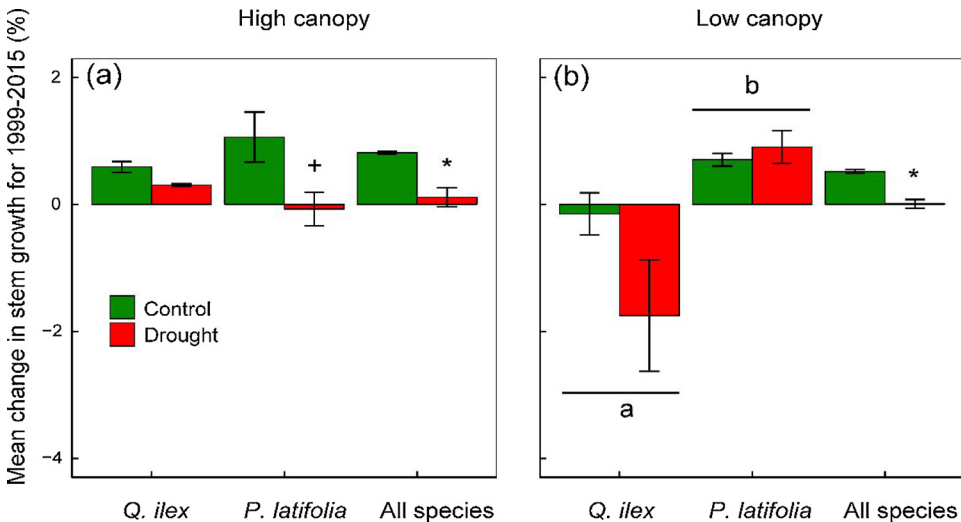 High canopy
Low canopy
Mean change in stem growth for 1999-2015 (%)
(a)
(b)
2
0
−2
−4
+
*
b
*
a
Control
Drought
Q. ilex
P. latifolia
All species
Q. ilex
P. latifolia
All species